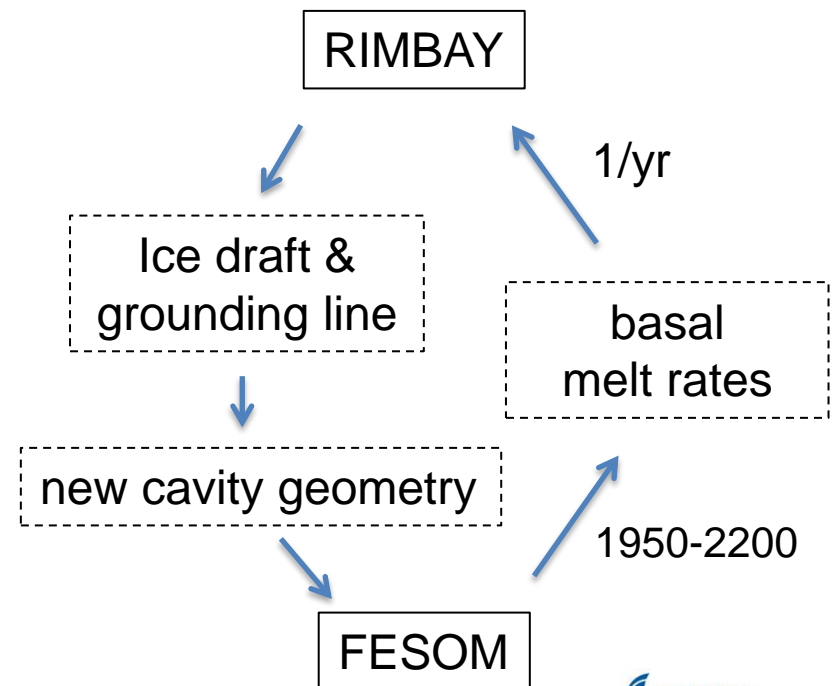 RIMBAY
1/yr
Ice draft &
grounding line
basal
melt rates
new cavity geometry
1950-2200
FESOM